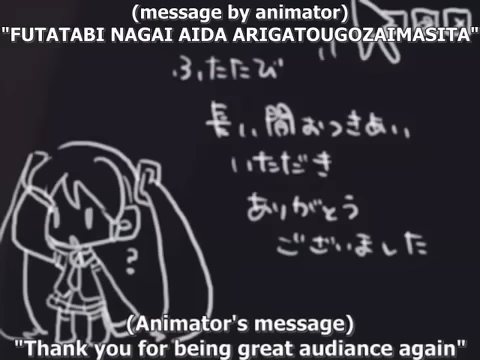 (message by animator)
"FUTATABI NAGAI AIDA ARIGATOUGOZAIMASITA"
ふたたび
長い間おつきあい
いただき
ありがとう
ございました
?
(Animator's message)
"Thank you for being great audiance again"